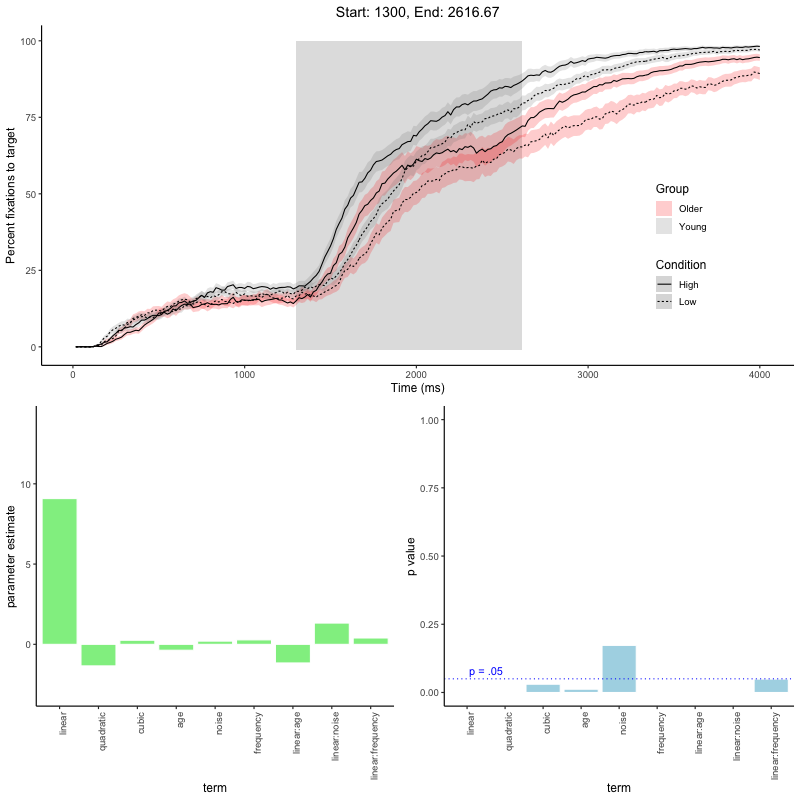 Start: 1300, End: 2616.67
100
75
50
25
0
Percent fixations to target
0 1000 2000 3000 4000
Time (ms)
Group
Older
Young
Condition
High
Low
10
5
0
parameter estimate
linear
quadratic
cubic
age
noise
frequency
linear:age
linear:noise
linear:frequency
term
1.00
0.75
0.50
0.25
0.00
p value
p = .05
linear
quadratic
cubic
age
noise
frequency
linear:age
linear:noise
linear:frequency
term